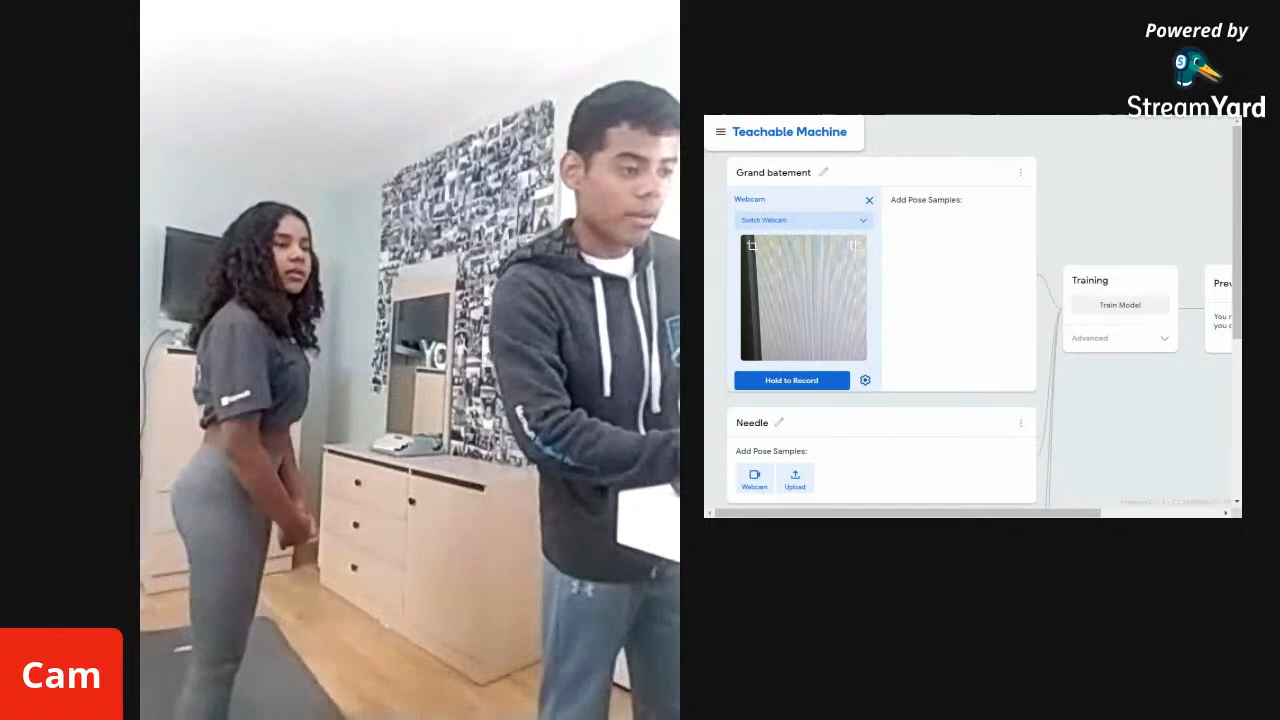 Powered by
StreamYard
Teachable Machine
Grand batement
Webcam
Add Pose Samples:
Switch Webcam
Training
Train Model
Advanced
Hold to Record
Needle
Add Pose Samples:
Webcam
Upload
YO
Cam